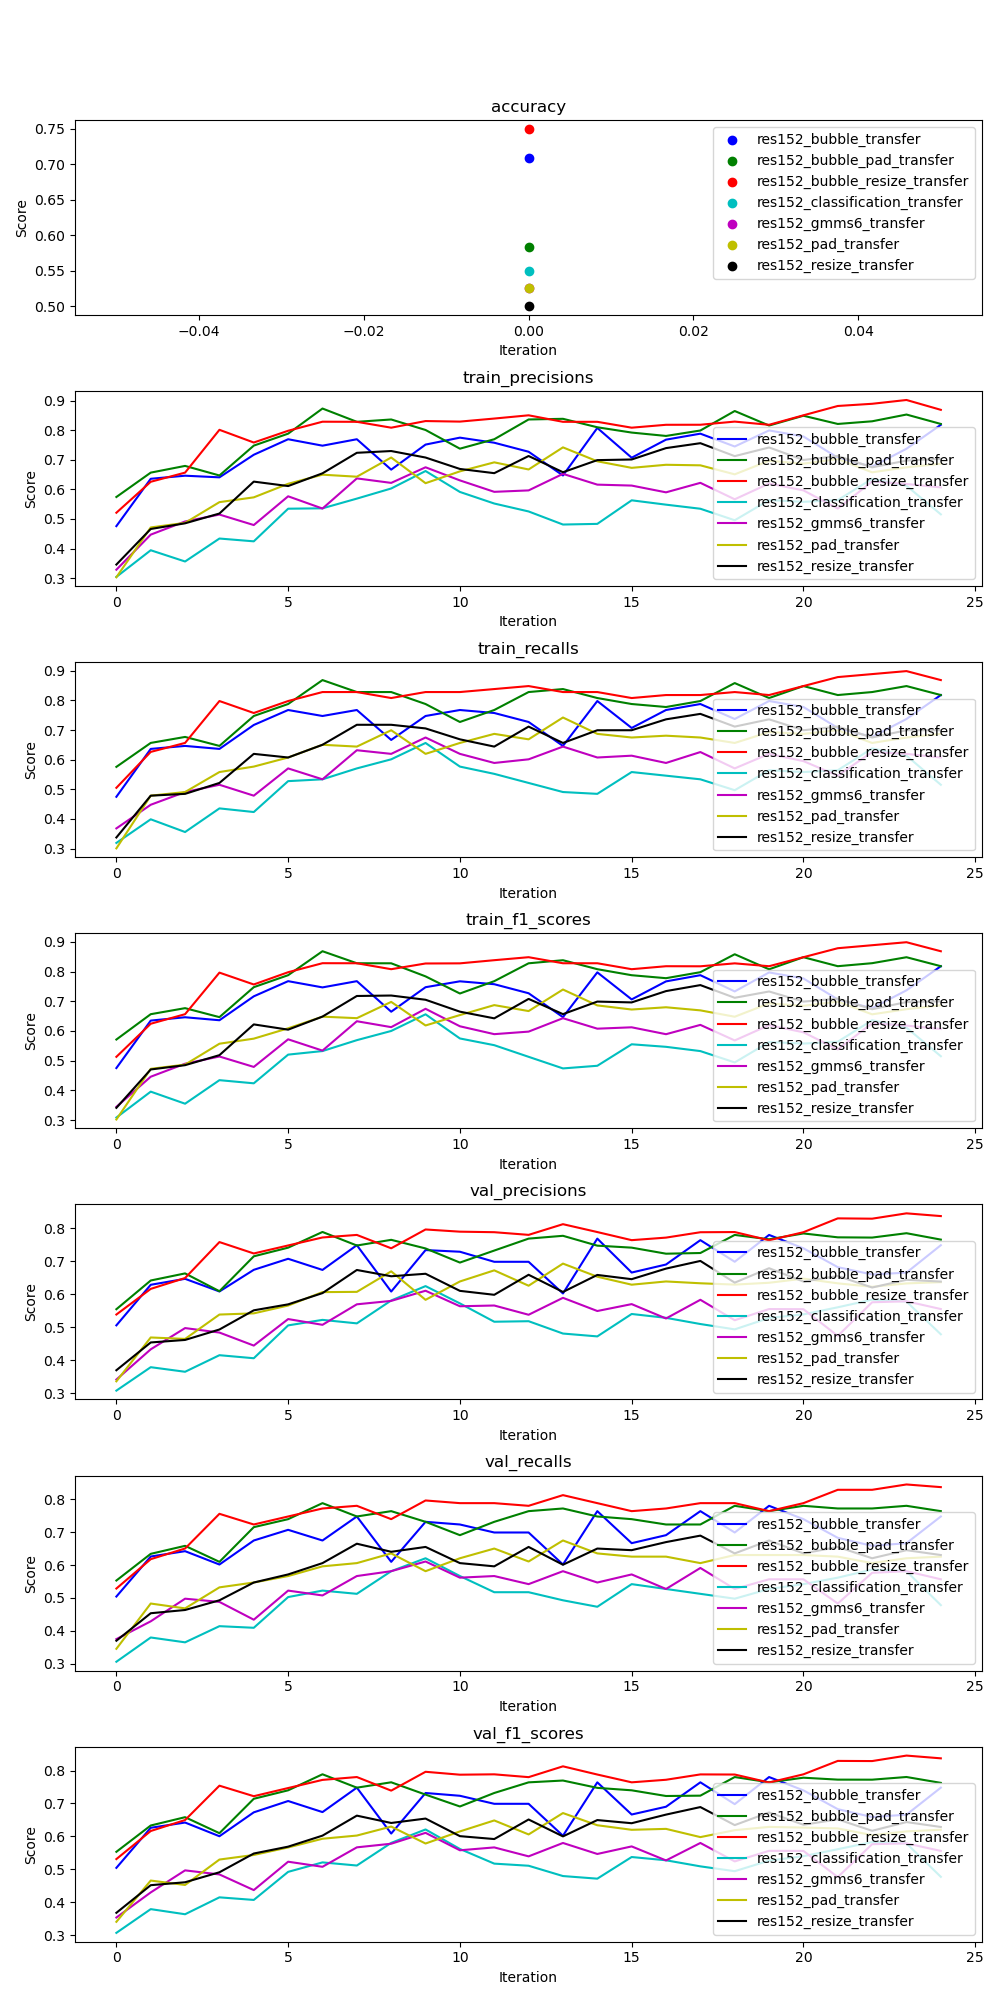 accuracy
0.75
0.70
0.65
0.60
0.55
0.50
Score
res152_bubble_transfer
res152_bubble_pad_transfer
res152_bubble_resize_transfer
res152_classification_transfer
res152_gmms6_transfer
res152_pad_transfer
res152_resize_transfer
−0.04 −0.02 0.00 0.02 0.04
Iteration
train_precisions
0.9
0.8
0.7
0.6
0.5
0.4
0.3
Score
res152_bubble_transfer
res152_bubble_pad_transfer
res152_bubble_resize_transfer
res152_classification_transfer
res152_gmms6_transfer
res152_pad_transfer
res152_resize_transfer
0 5 10 15 20 25
Iteration
train_recalls
0.9
0.8
0.7
0.6
0.5
0.4
0.3
Score
res152_bubble_transfer
res152_bubble_pad_transfer
res152_bubble_resize_transfer
res152_classification_transfer
res152_gmms6_transfer
res152_pad_transfer
res152_resize_transfer
0 5 10 15 20 25
Iteration
train_f1_scores
0.9
0.8
0.7
0.6
0.5
0.4
0.3
Score
res152_bubble_transfer
res152_bubble_pad_transfer
res152_bubble_resize_transfer
res152_classification_transfer
res152_gmms6_transfer
res152_pad_transfer
res152_resize_transfer
0 5 10 15 20 25
Iteration
val_precisions
0.8
0.7
0.6
0.5
0.4
0.3
Score
res152_bubble_transfer
res152_bubble_pad_transfer
res152_bubble_resize_transfer
res152_classification_transfer
res152_gmms6_transfer
res152_pad_transfer
res152_resize_transfer
0 5 10 15 20 25
Iteration
val_recalls
0.8
0.7
0.6
0.5
0.4
0.3
Score
res152_bubble_transfer
res152_bubble_pad_transfer
res152_bubble_resize_transfer
res152_classification_transfer
res152_gmms6_transfer
res152_pad_transfer
res152_resize_transfer
0 5 10 15 20 25
Iteration
val_f1_scores
0.8
0.7
0.6
0.5
0.4
0.3
Score
res152_bubble_transfer
res152_bubble_pad_transfer
res152_bubble_resize_transfer
res152_classification_transfer
res152_gmms6_transfer
res152_pad_transfer
res152_resize_transfer
0 5 10 15 20 25
Iteration